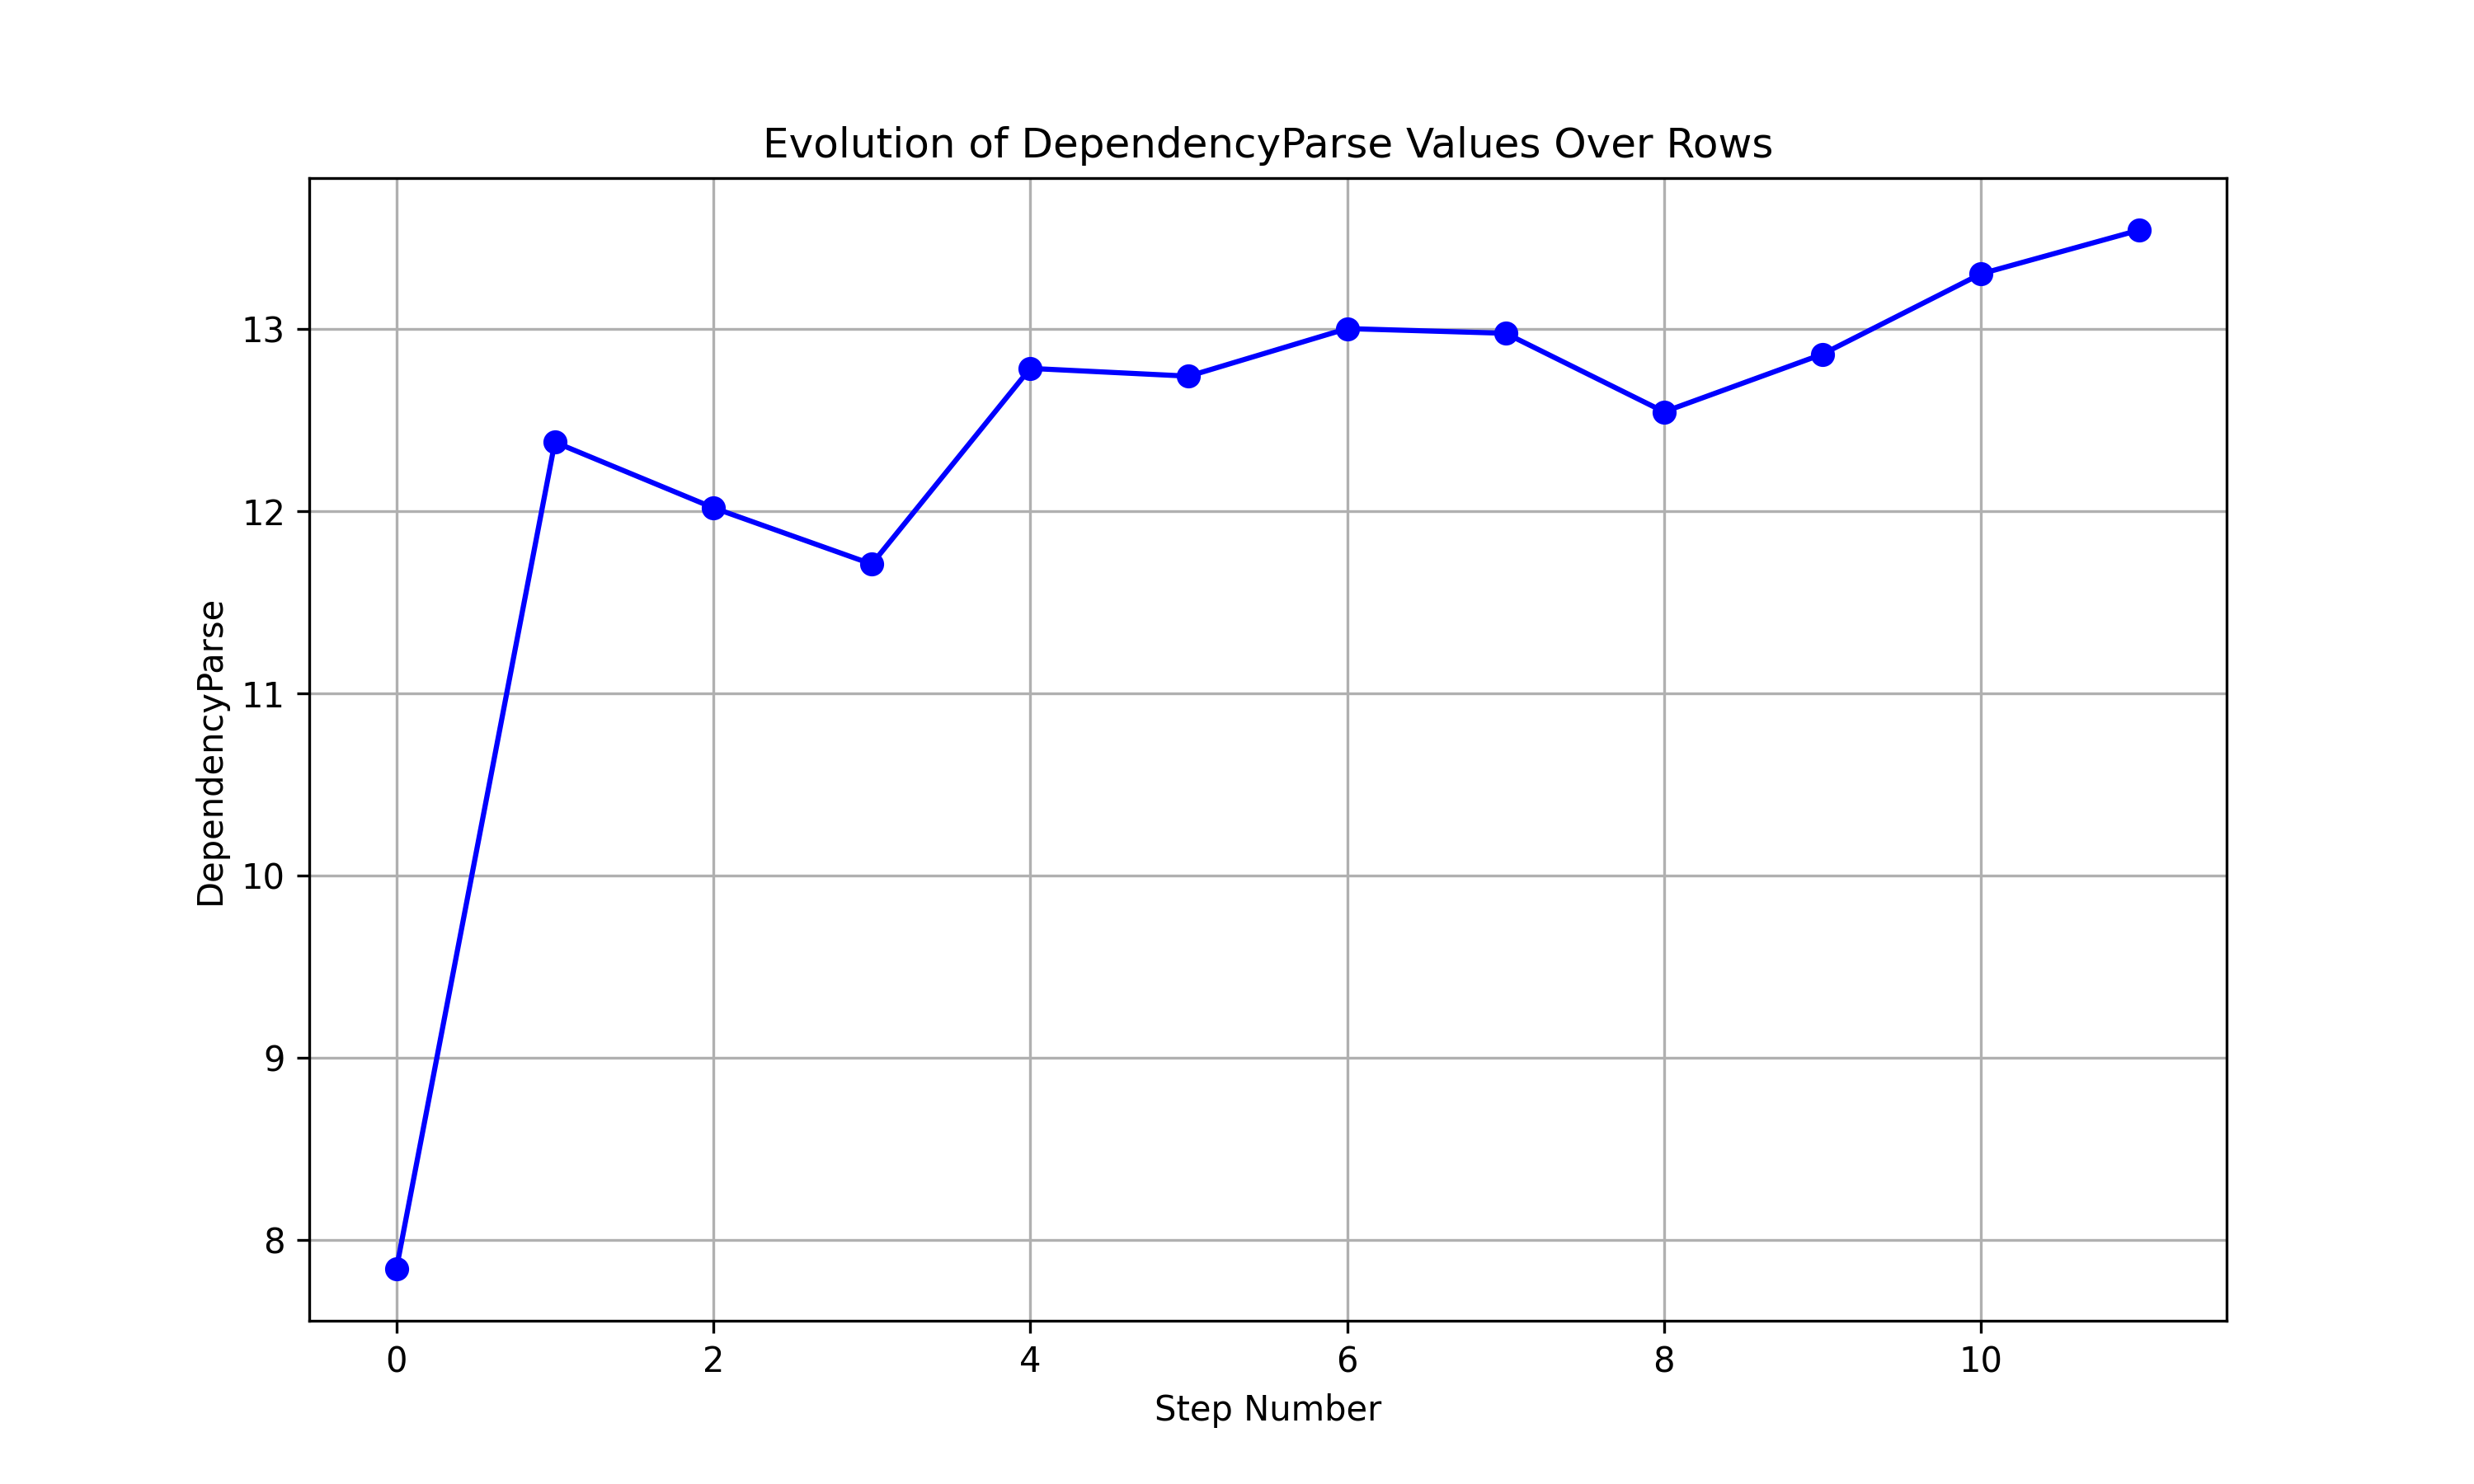 Evolution of DependencyParse Values Over Rows
DependencyParse
13
12
11
10
9
8
0 2 4 6 8 10
Step Number